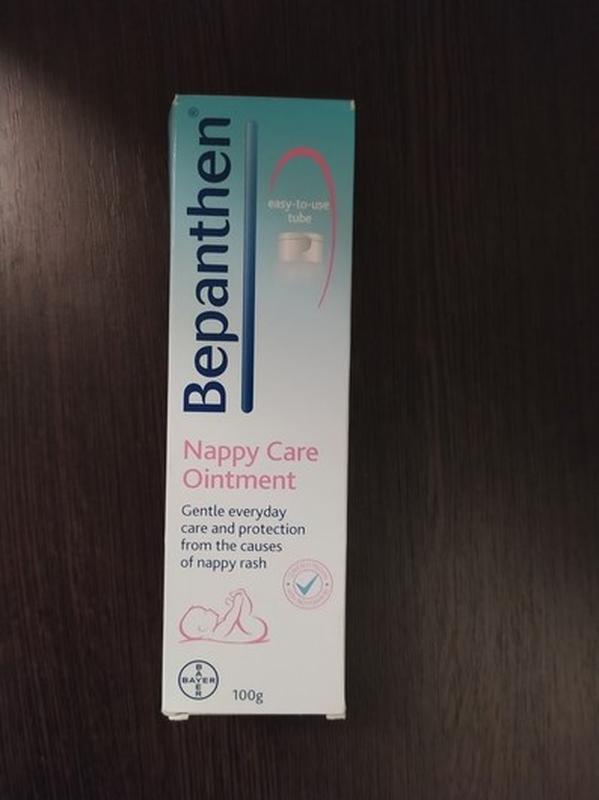 Bepanthen®
easy-to-use
tube
Nappy Care
Ointment
Gentle everyday
care and protection
from the causes
of nappy rash
BAYER
BAYER
100g